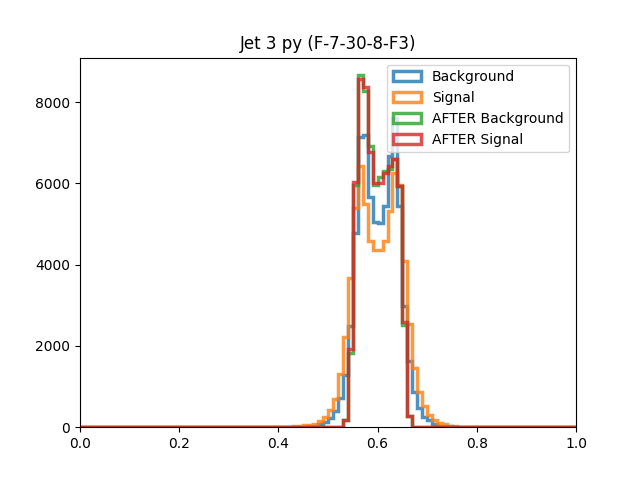 Jet 3 py (F-7-30-8-F3)
Background
Signal
AFTER Background
AFTER Signal
8000
6000
4000
2000
0
0.0 0.2 0.4 0.6 0.8 1.0